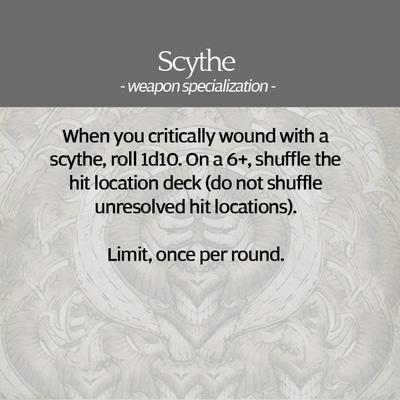 Scythe
- weapon specialization -
When you critically wound with a
scythe, roll 1d10. On a 6+, shuffle the
hit location deck (do not shuffle
unresolved hit locations).
Limit, once per round.